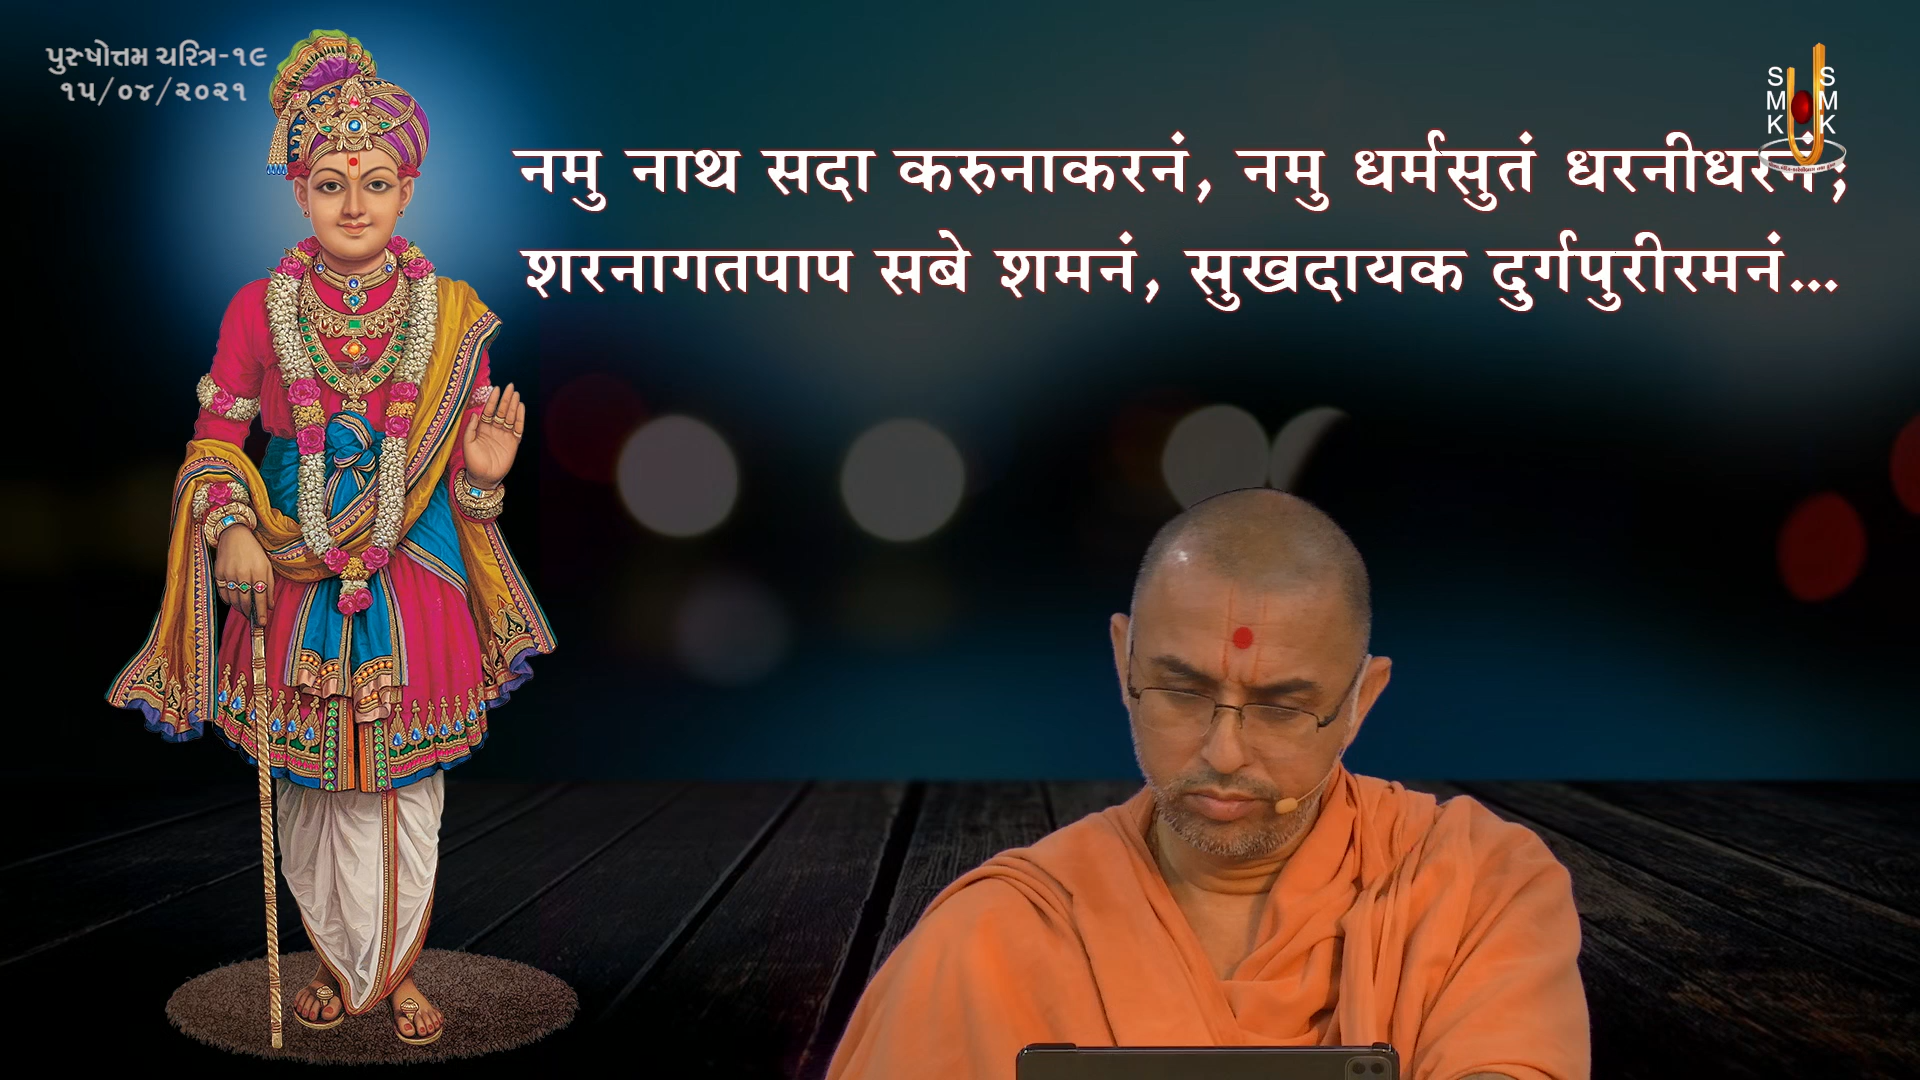 પુરુષોત્તમ ચરિત્ર-૧૯
૧૫/૦૪/૨૦૨૧
S S
M M
K K
नमु नाथ सदा करुनाकरनं, नमु धर्मसुतं धरनीधरनं;
शरनागतपाप सबे शमनं, सुखदायक दुर्गपुरीरमनं...